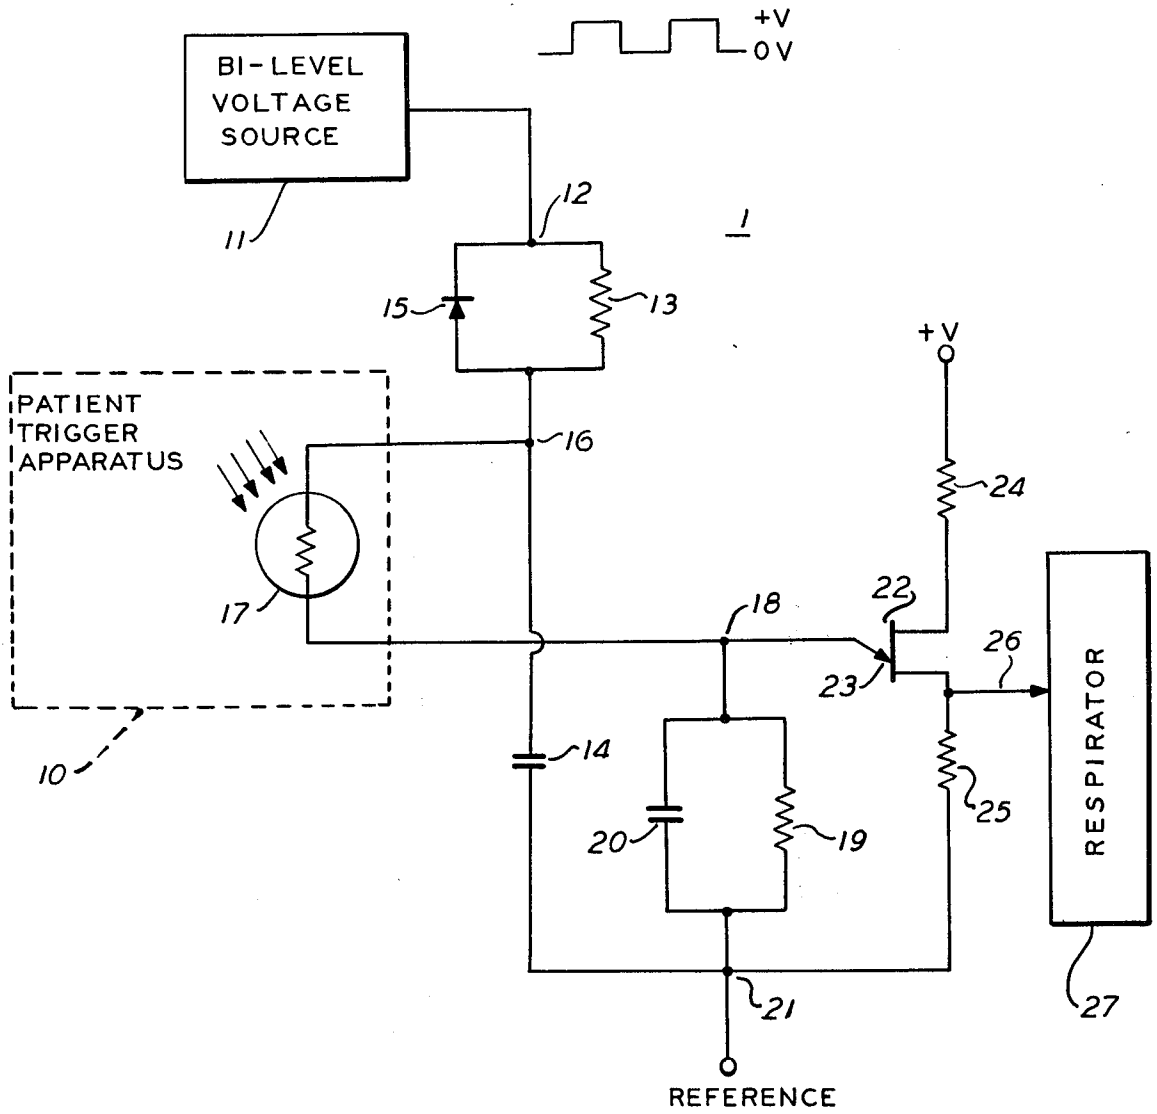 +V
0V
BI-LEVEL
VOLTAGE
SOURCE
11
12
1
15
13
+V
PATIENT
TRIGGER
APPARATUS
16
24
17
18
22
23
26
RESPIRATOR
10
14
25
20
19
21
27
REFERENCE